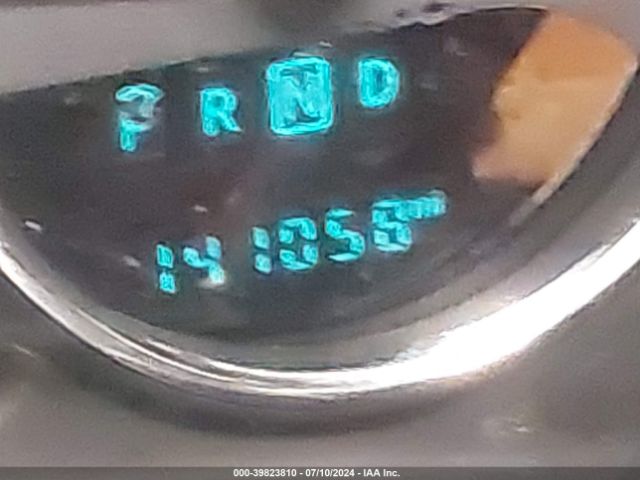 P R N D
141056 mi
000-39823810 - 07/10/2024 - IAA Inc.